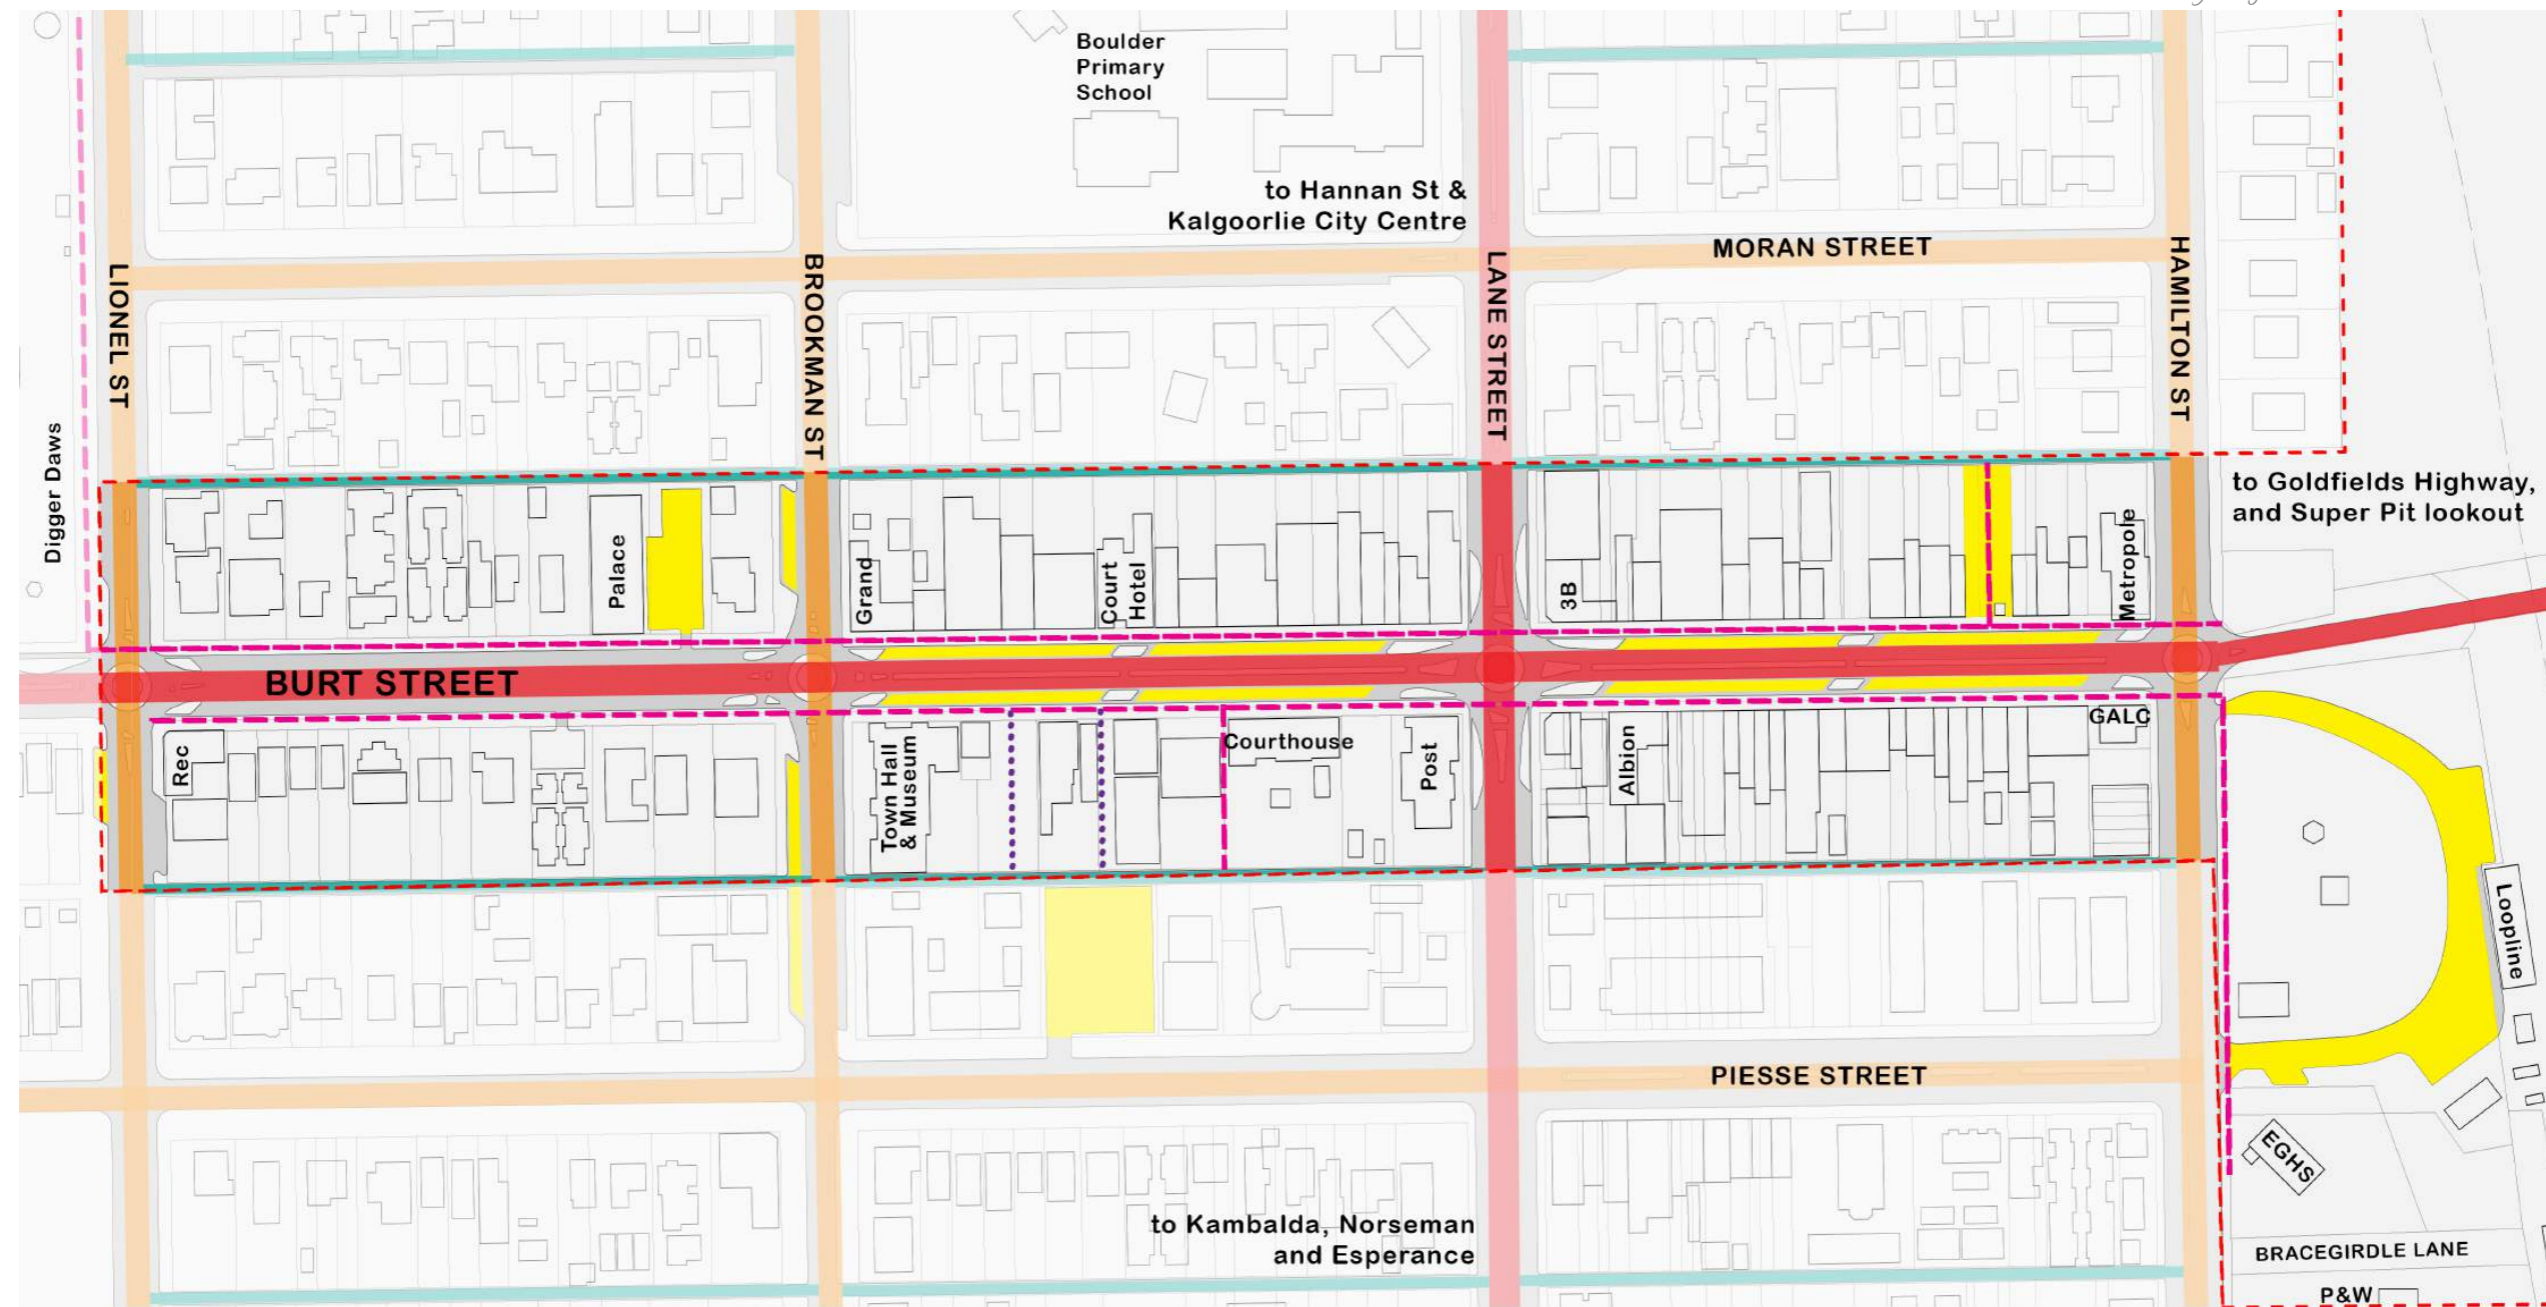 Boulder
Primary
School
to Hannan St &
Kalgoorlie City Centre
MORAN STREET
LIONEL ST
BROOKMAN ST
LANE STREET
HAMILTON ST
Digger Daws
to Goldfields Highway,
and Super Pit lookout
Palace
Grand
Court
Hotel
3B
Metropole
BURT STREET
Rec
Town Hall
& Museum
Courthouse
Post
Albion
GALC
Loopline
PIESSE STREET
EGHS
to Kambalda, Norseman
and Esperance
BRACEGIRDLE LANE
P&W